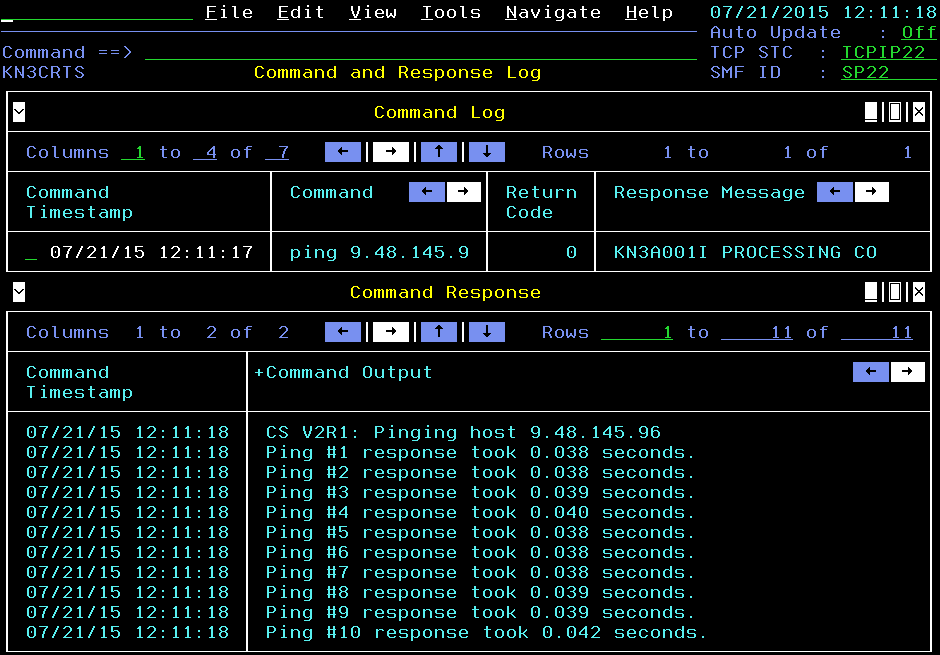 File Edit View Tools Navigate Help 07/21/2015 12:11:18
Auto Update : Off
Command ==> TCP STC : TCPIP22
KN3CRTS Command and Response Log SMF ID : SP22
Command Log
Columns 1 to 4 of 7 ← → ↑ ↓ Rows 1 to 1 of 1
Command Command ← → Return Response Message ← →
Timestamp Code
_ 07/21/15 12:11:17 ping 9.48.145.9 0 KN3A001I PROCESSING CO
Command Response
Columns 1 to 2 of 2 ← → ↑ ↓ Rows 1 to 11 of 11
Command +Command Output ← →
Timestamp
07/21/15 12:11:18 CS V2R1: Pinging host 9.48.145.96
07/21/15 12:11:18 Ping #1 response took 0.038 seconds.
07/21/15 12:11:18 Ping #2 response took 0.038 seconds.
07/21/15 12:11:18 Ping #3 response took 0.039 seconds.
07/21/15 12:11:18 Ping #4 response took 0.040 seconds.
07/21/15 12:11:18 Ping #5 response took 0.038 seconds.
07/21/15 12:11:18 Ping #6 response took 0.038 seconds.
07/21/15 12:11:18 Ping #7 response took 0.038 seconds.
07/21/15 12:11:18 Ping #8 response took 0.039 seconds.
07/21/15 12:11:18 Ping #9 response took 0.039 seconds.
07/21/15 12:11:18 Ping #10 response took 0.042 seconds.